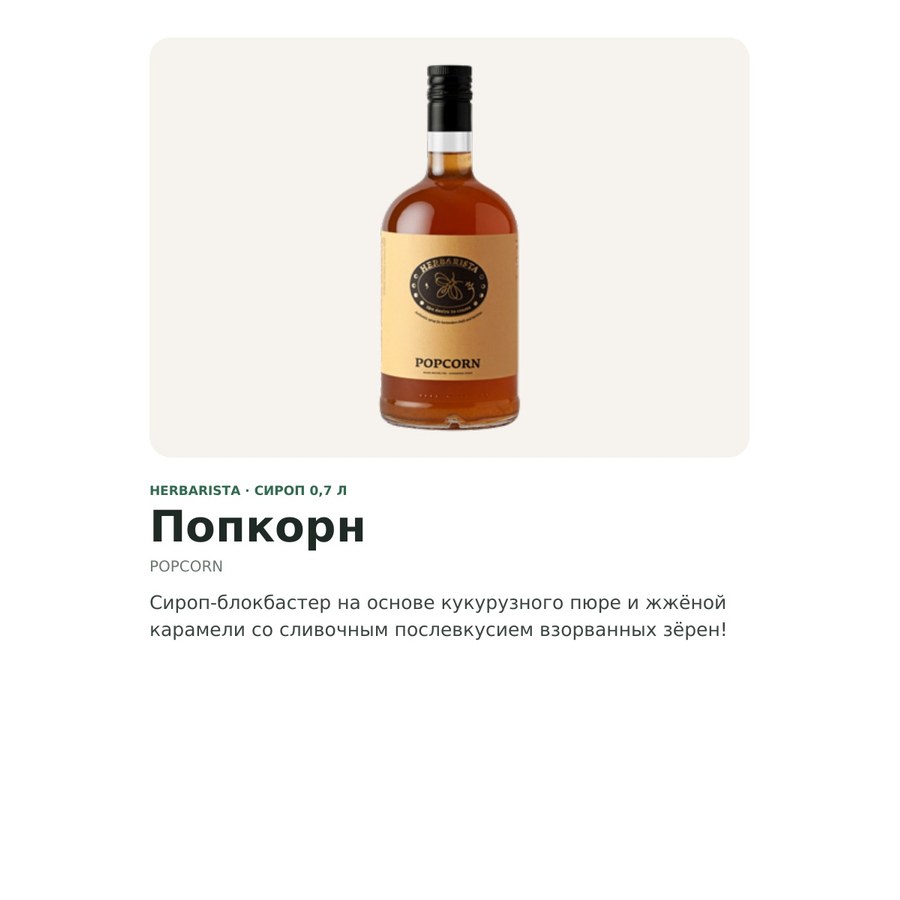 HERBARISTA
POPCORN
HERBARISTA · СИРОП 0,7 Л
Попкорн
POPCORN
Сироп-блокбастер на основе кукурузного пюре и жжёной
карамели со сливочным послевкусием взорванных зёрен!